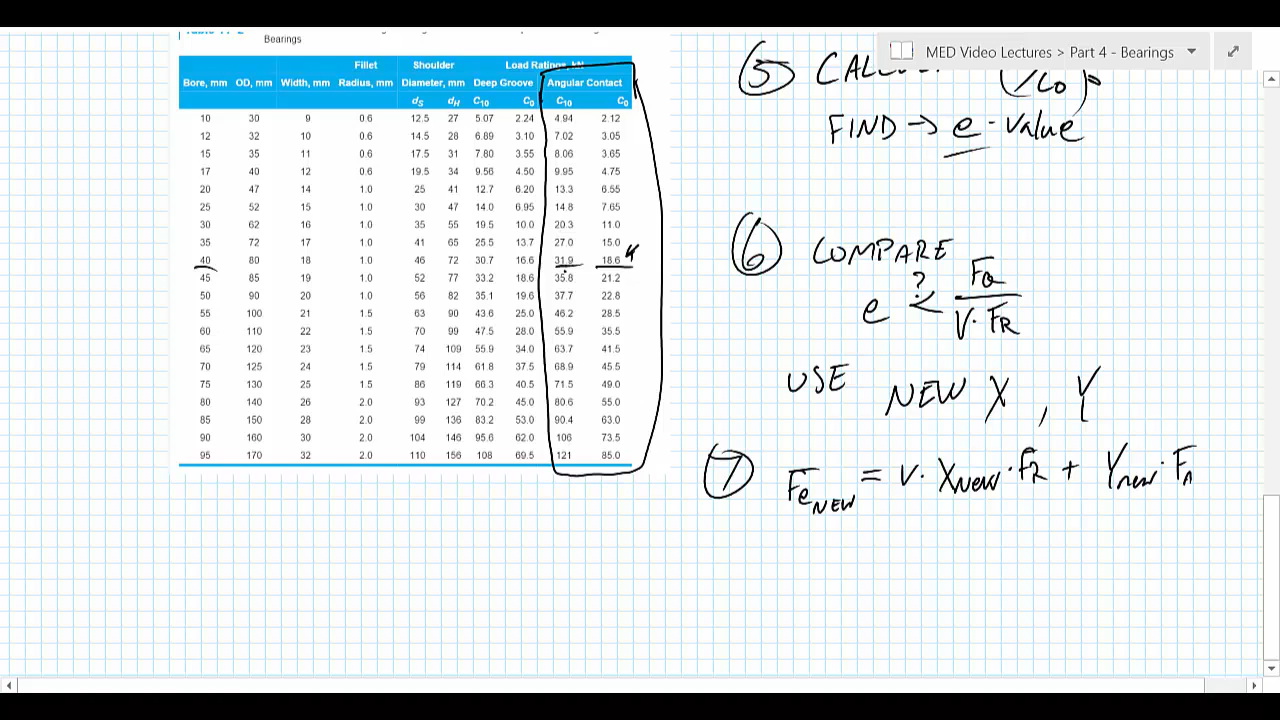 Bearings
Fillet Shoulder Load Ratings, kN
Bore, mm OD, mm Width, mm Radius, mm Diameter, mm Deep Groove Angular Contact
dS dH C10 C0 C10 C0
10 30 9 0.6 12.5 27 5.07 2.24 4.94 2.12
12 32 10 0.6 14.5 28 6.89 3.10 7.02 3.05
15 35 11 0.6 17.5 31 7.80 3.55 8.06 3.65
17 40 12 0.6 19.5 34 9.56 4.50 9.95 4.75
20 47 14 1.0 25 41 12.7 6.20 13.3 6.55
25 52 15 1.0 30 47 14.0 6.95 14.8 7.65
30 62 16 1.0 35 55 19.5 10.0 20.3 11.0
35 72 17 1.0 41 65 25.5 13.7 27.0 15.0
40 80 18 1.0 46 72 30.7 16.6 31.9 18.6
45 85 19 1.0 52 77 33.2 18.6 35.8 21.2
50 90 20 1.0 56 82 35.1 19.6 37.7 22.8
55 100 21 1.5 63 90 43.6 25.0 46.2 28.5
60 110 22 1.5 70 99 47.5 28.0 55.9 35.5
65 120 23 1.5 74 109 55.9 34.0 63.7 41.5
70 125 24 1.5 79 114 61.8 37.5 68.9 45.5
75 130 25 1.5 86 119 66.3 40.5 71.5 49.0
80 140 26 2.0 93 127 70.2 45.0 80.6 55.0
85 150 28 2.0 99 136 83.2 53.0 90.4 63.0
90 160 30 2.0 104 146 95.6 62.0 106 73.5
95 170 32 2.0 110 156 108 69.5 121 85.0
MED Video Lectures > Part 4 - Bearings
5
FIND → e - value
6 COMPARE
e ?< Fa / V · FR
USE NEW X , Y
7 FeNEW = V · XNEW · FR + Ynew · FA